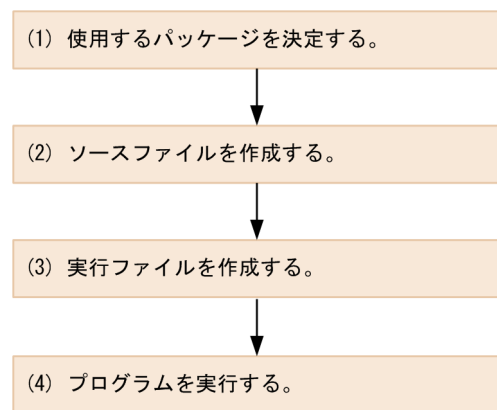 (1) 使用するパッケージを決定する。
(2) ソースファイルを作成する。
(3) 実行ファイルを作成する。
(4) プログラムを実行する。